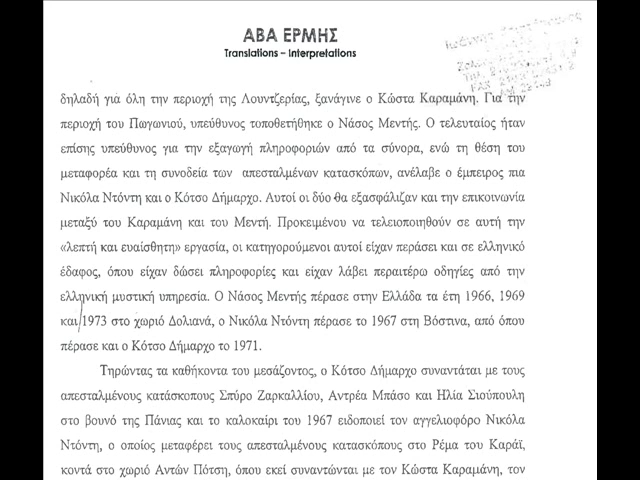 ΑΒΑ ΕΡΜΗΣ
Translations – Interpretations
δηλαδή για όλη την περιοχή της Λουντζερίας, ξανάγινε ο Κώστα Καραμάνη. Για την
περιοχή του Πωγωνιού, υπεύθυνος τοποθετήθηκε ο Νάσος Μεντής. Ο τελευταίος ήταν
επίσης υπεύθυνος για την εξαγωγή πληροφοριών από τα σύνορα, ενώ τη θέση του
μεταφορέα και τη συνοδεία των απεσταλμένων κατασκόπων, ανέλαβε ο έμπειρος πια
Νικόλα Ντόντη και ο Κότσο Δήμαρχο. Αυτοί οι δύο θα εξασφάλιζαν και την επικοινωνία
μεταξύ του Καραμάνη και του Μεντή. Προκειμένου να τελειοποιηθούν σε αυτή την
«λεπτή και ευαίσθητη» εργασία, οι κατηγορούμενοι αυτοί είχαν περάσει και σε ελληνικό
έδαφος, όπου είχαν δώσει πληροφορίες και είχαν λάβει περαιτέρω οδηγίες από την
ελληνική μυστική υπηρεσία. Ο Νάσος Μεντής πέρασε στην Ελλάδα τα έτη 1966, 1969
και 1973 στο χωριό Δολιανά, ο Νικόλα Ντόντη πέρασε το 1967 στη Βόστινα, από όπου
πέρασε και ο Κότσο Δήμαρχο το 1971.
Τηρώντας τα καθήκοντα του μεσάζοντος, ο Κότσο Δήμαρχο συναντάται με τους
απεσταλμένους κατάσκοπους Σπύρο Ζαρκαλλίου, Αντρέα Μπάσο και Ηλία Σιούπουλη
στο βουνό της Πάνιας και το καλοκαίρι του 1967 ειδοποιεί τον αγγελιοφόρο Νικόλα
Ντόντη, ο οποίος μεταφέρει τους απεσταλμένους κατασκόπους στο Ρέμα του Καράϊ,
κοντά στο χωριό Αντών Πότση, όπου εκεί συναντώνται με τον Κώστα Καραμάνη, τον